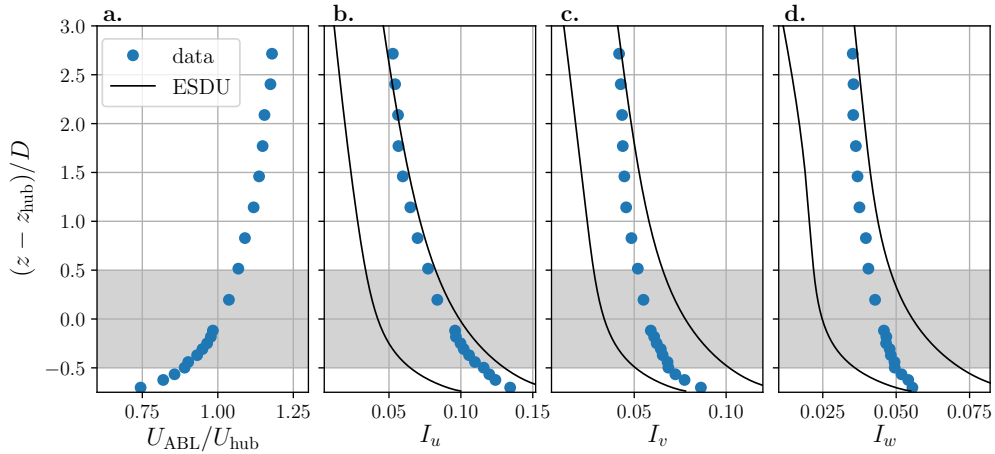 a. b. c. d.
3.0
2.5
2.0
1.5
1.0
0.5
0.0
−0.5
(z − z_hub)/D
data
ESDU
0.75 1.00 1.25
U_ABL/U_hub
0.05 0.10 0.15
I_u
0.05 0.10
I_v
0.025 0.050 0.075
I_w